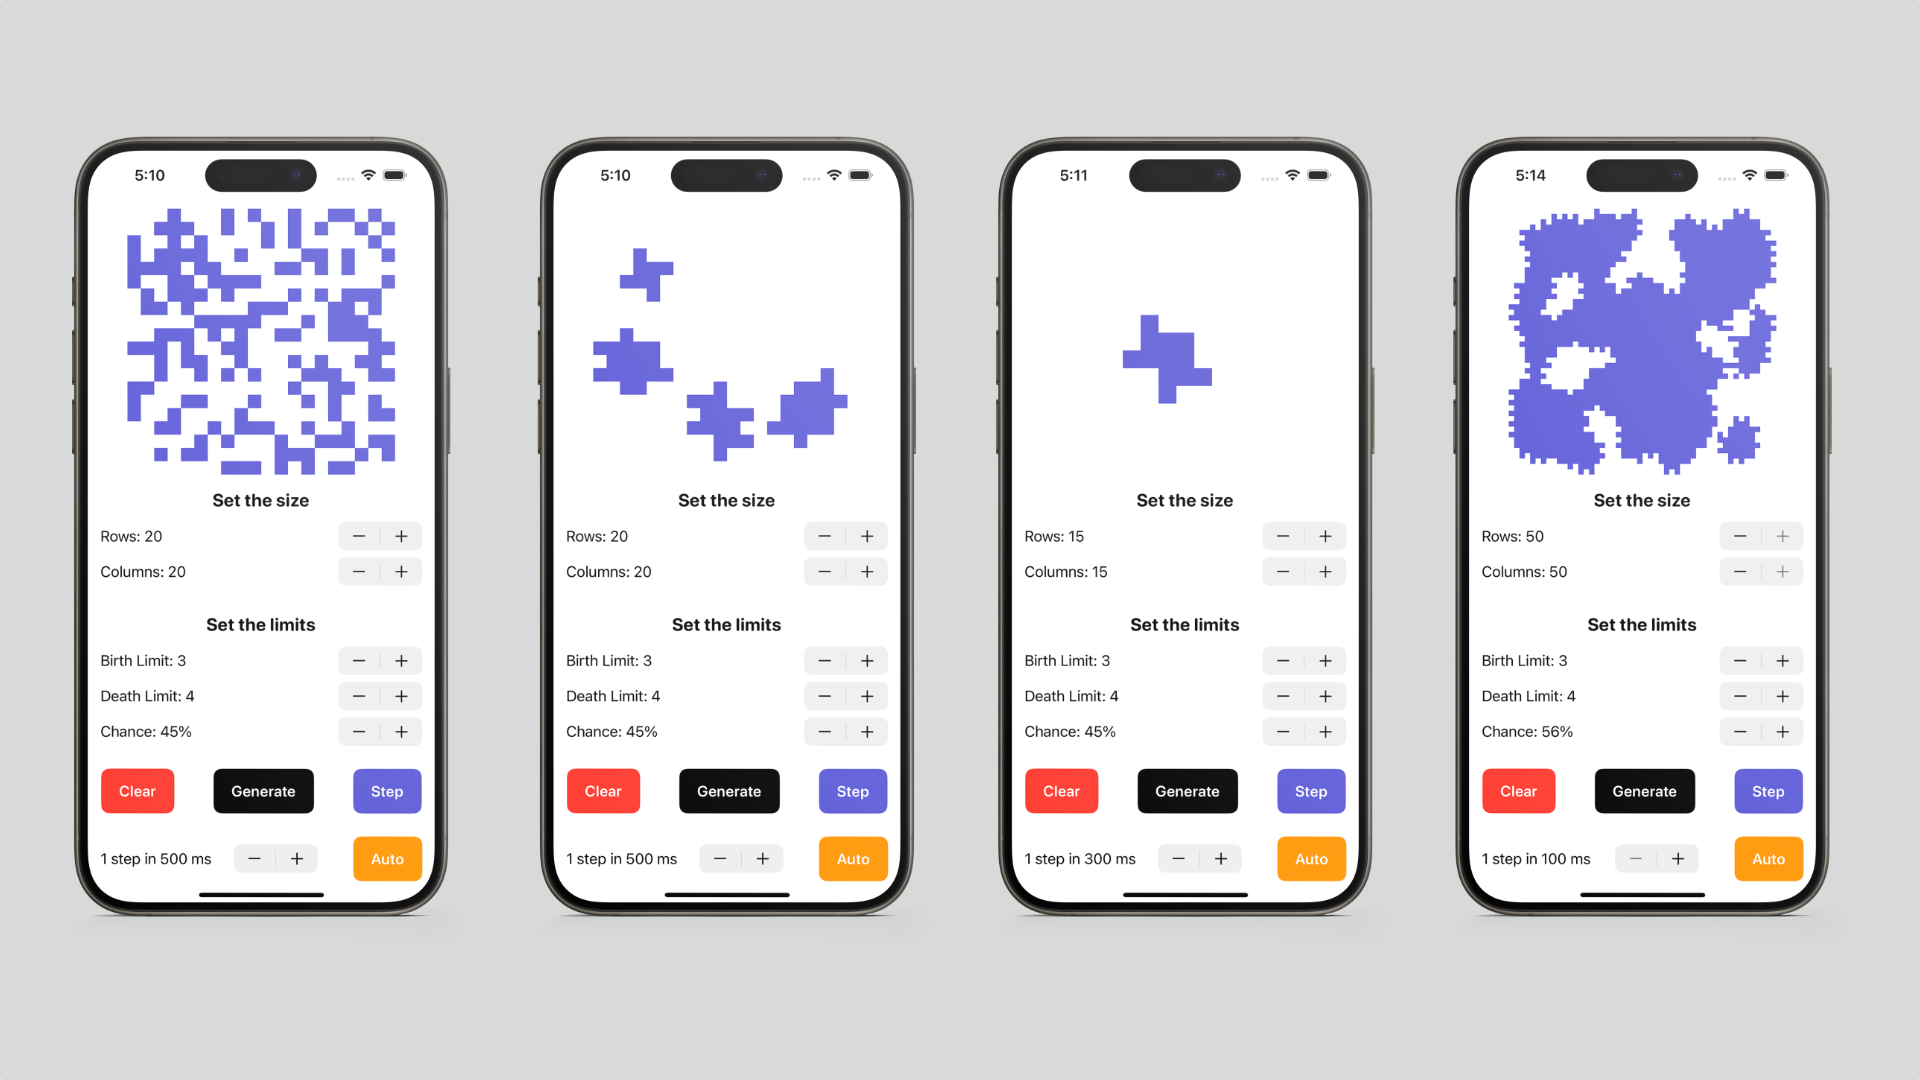 5:10
Set the size
Rows: 20
Columns: 20
Set the limits
Birth Limit: 3
Death Limit: 4
Chance: 45%
Clear Generate Step
1 step in 500 ms Auto
5:10
Set the size
Rows: 20
Columns: 20
Set the limits
Birth Limit: 3
Death Limit: 4
Chance: 45%
Clear Generate Step
1 step in 500 ms Auto
5:11
Set the size
Rows: 15
Columns: 15
Set the limits
Birth Limit: 3
Death Limit: 4
Chance: 45%
Clear Generate Step
1 step in 300 ms Auto
5:14
Set the size
Rows: 50
Columns: 50
Set the limits
Birth Limit: 3
Death Limit: 4
Chance: 56%
Clear Generate Step
1 step in 100 ms Auto